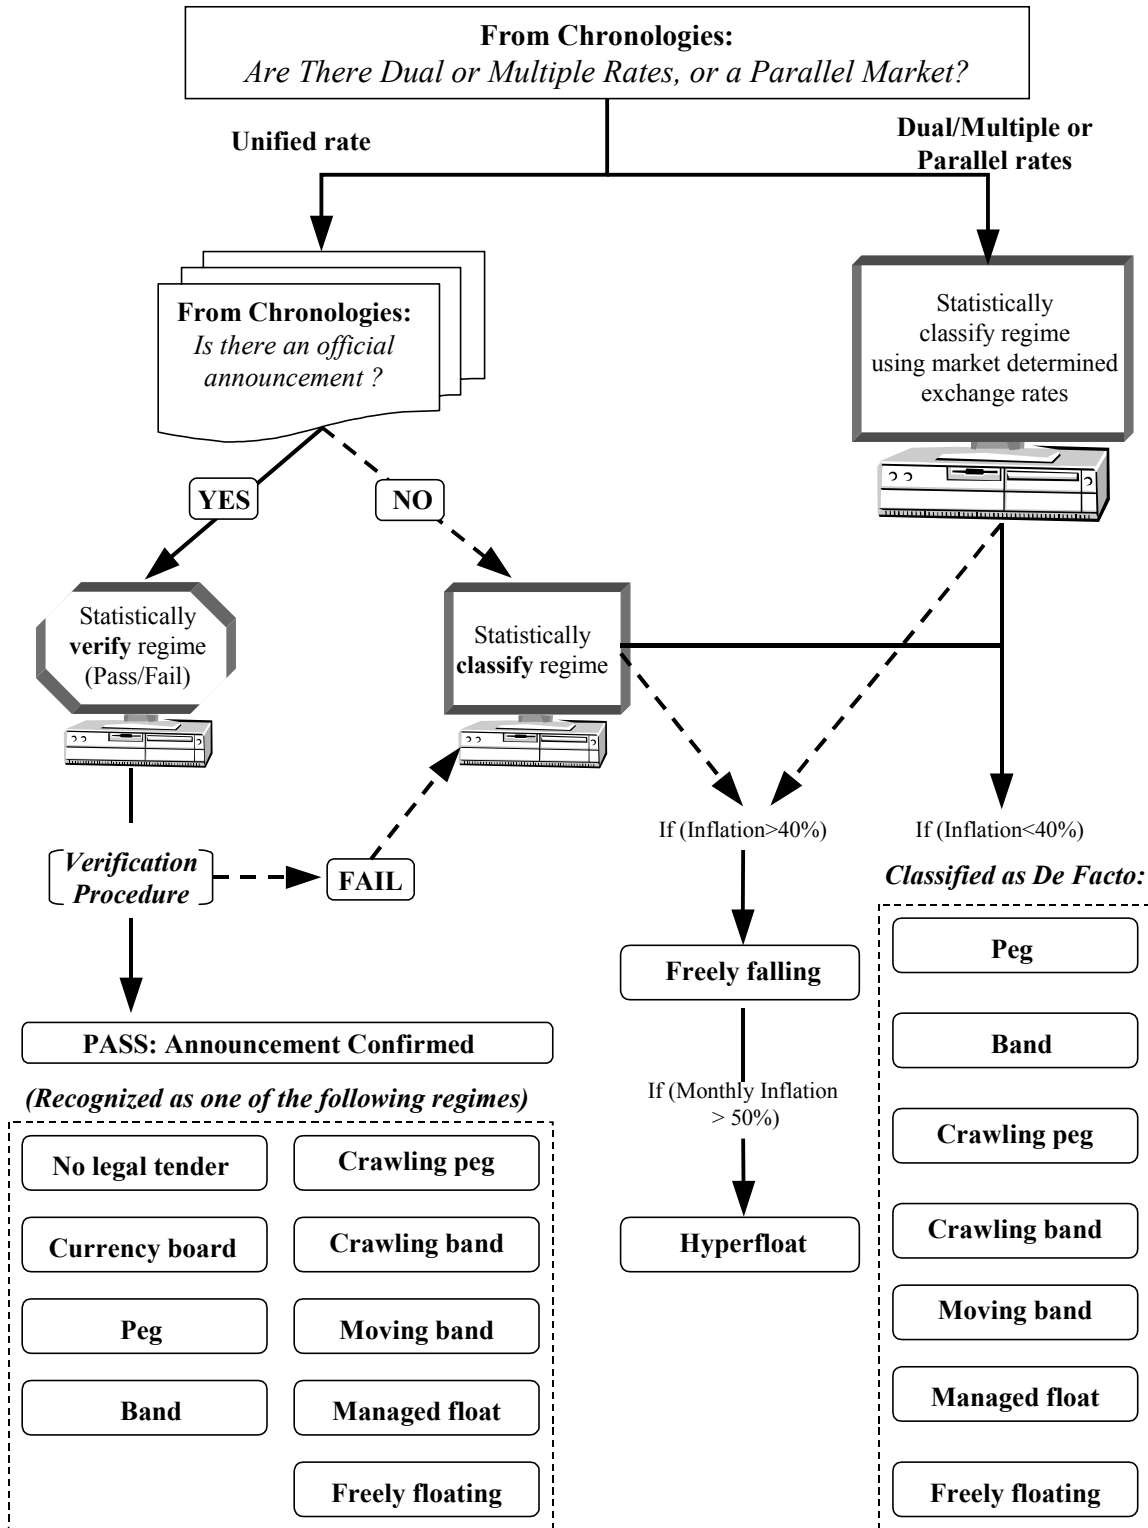 From Chronologies:
Are There Dual or Multiple Rates, or a Parallel Market?
Unified rate
Dual/Multiple or
Parallel rates
From Chronologies:
Is there an official
announcement ?
Statistically
classify regime
using market determined
exchange rates
YES
NO
Statistically
verify regime
(Pass/Fail)
Statistically
classify regime
If (Inflation>40%)
If (Inflation<40%)
Verification
Procedure
FAIL
Classified as De Facto:
Peg
Freely falling
Band
PASS: Announcement Confirmed
(Recognized as one of the following regimes)
If (Monthly Inflation
> 50%)
No legal tender
Crawling peg
Crawling peg
Currency board
Crawling band
Hyperfloat
Crawling band
Peg
Moving band
Moving band
Band
Managed float
Managed float
Freely floating
Freely floating